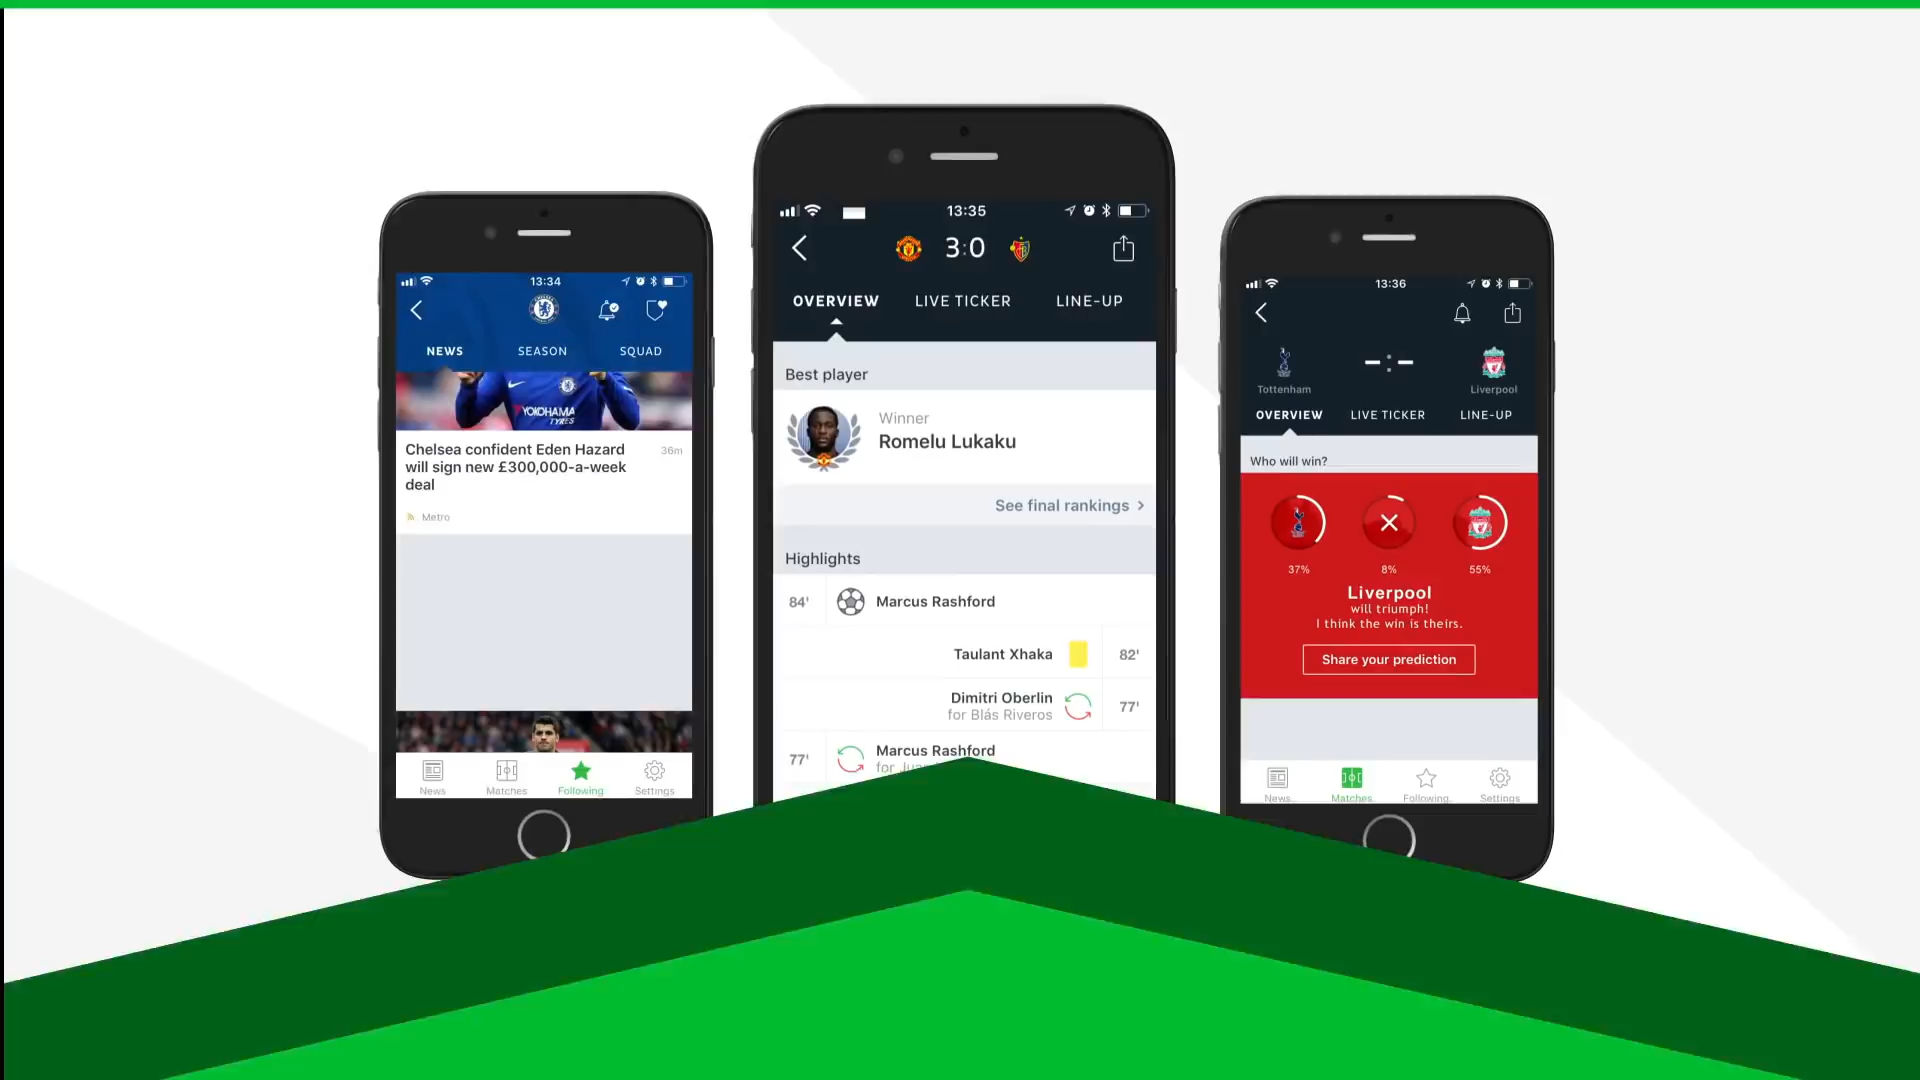 13:34
NEWS
SEASON
SQUAD
YOKOHAMA
TYRES
Chelsea confident Eden Hazard
will sign new £300,000-a-week
deal
36m
Metro
News
Matches
Following
Settings
13:35
3:0
OVERVIEW
LIVE TICKER
LINE-UP
Best player
Winner
Romelu Lukaku
See final rankings >
Highlights
84'
Marcus Rashford
Taulant Xhaka
82'
Dimitri Oberlin
for Blás Riveros
77'
77'
Marcus Rashford
for
13:36
-:-
Tottenham
Liverpool
OVERVIEW
LIVE TICKER
LINE-UP
Who will win?
37%
8%
55%
Liverpool
will triumph!
I think the win is theirs.
Share your prediction
News
Matches
Following
Settings